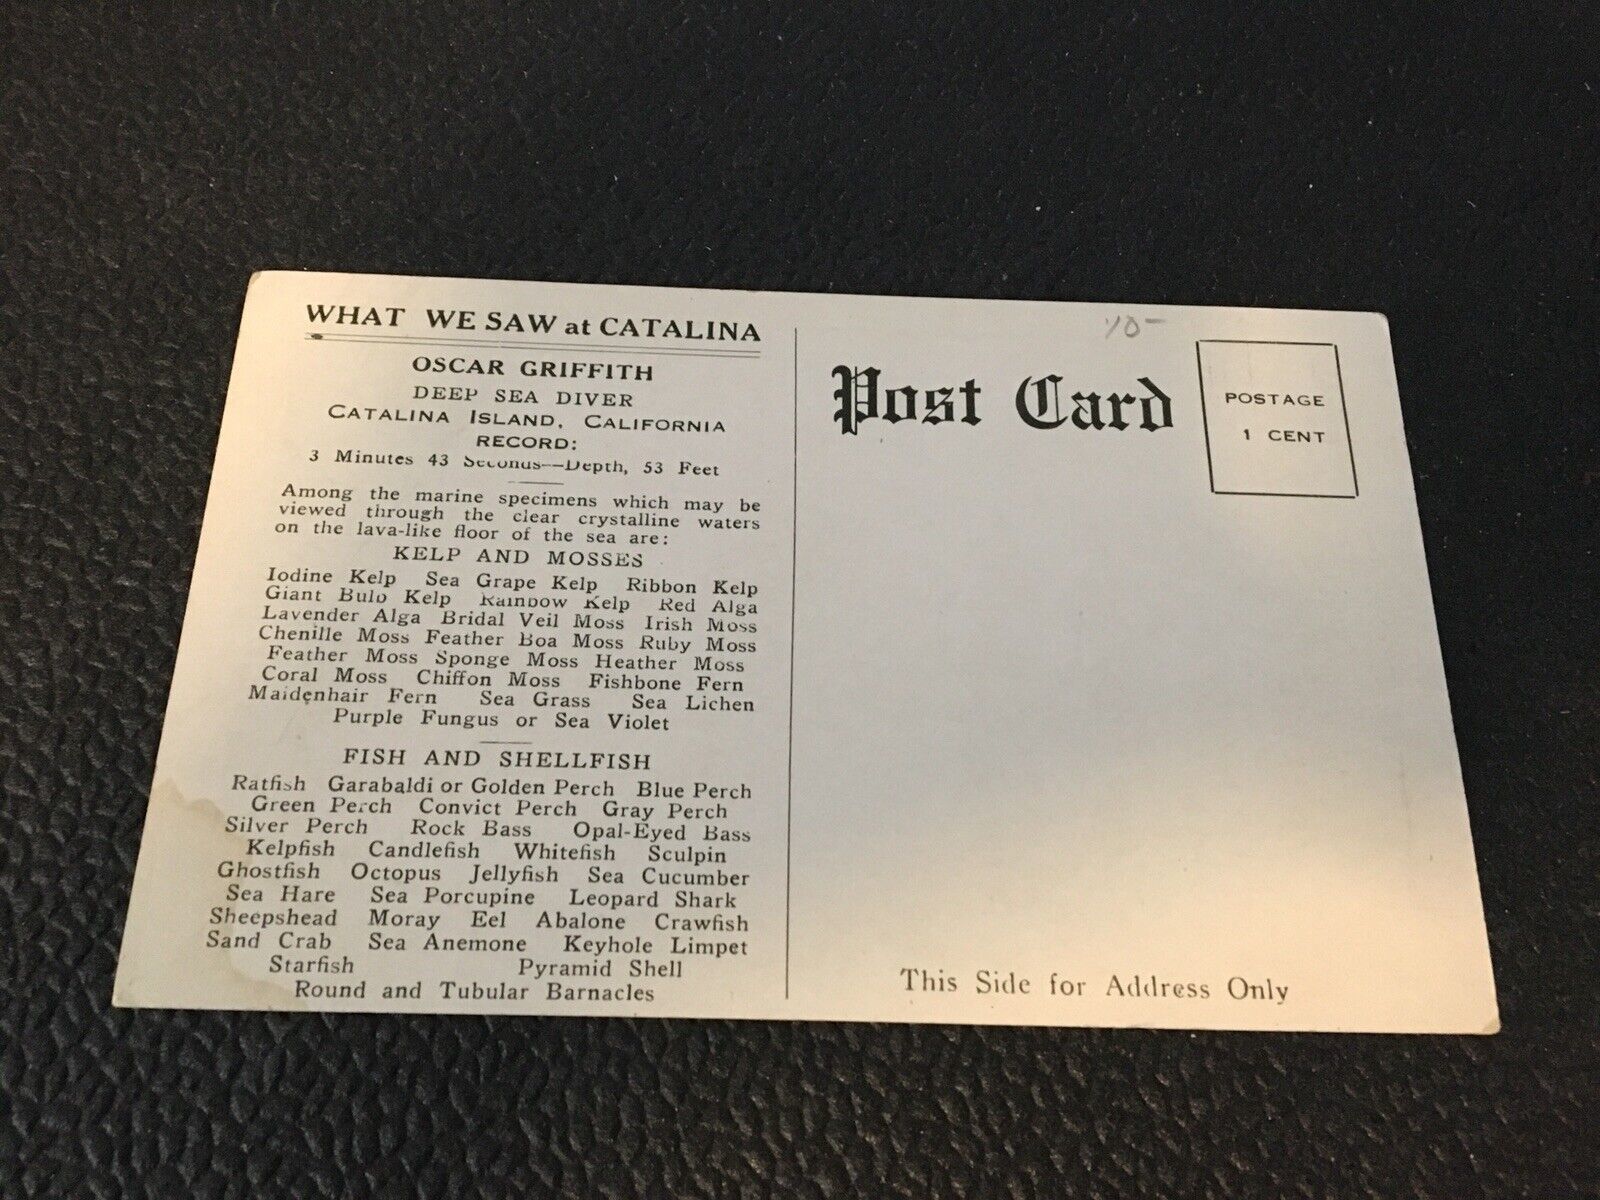 WHAT WE SAW at CATALINA
OSCAR GRIFFITH
DEEP SEA DIVER
CATALINA ISLAND, CALIFORNIA
RECORD:
3 Minutes 43 Seconds—Depth, 53 Feet
Among the marine specimens which may be
viewed through the clear crystalline waters
on the lava-like floor of the sea are:
KELP AND MOSSES
Iodine Kelp Sea Grape Kelp Ribbon Kelp
Giant Bulb Kelp Rainbow Kelp Red Alga
Lavender Alga Bridal Veil Moss Irish Moss
Chenille Moss Feather Boa Moss Ruby Moss
Feather Moss Sponge Moss Heather Moss
Coral Moss Chiffon Moss Fishbone Fern
Maidenhair Fern Sea Grass Sea Lichen
Purple Fungus or Sea Violet
FISH AND SHELLFISH
Ratfish Garabaldi or Golden Perch Blue Perch
Green Perch Convict Perch Gray Perch
Silver Perch Rock Bass Opal-Eyed Bass
Kelpfish Candlefish Whitefish Sculpin
Ghostfish Octopus Jellyfish Sea Cucumber
Sea Hare Sea Porcupine Leopard Shark
Sheepshead Moray Eel Abalone Crawfish
Sand Crab Sea Anemone Keyhole Limpet
Starfish Pyramid Shell
Round and Tubular Barnacles
10-
Post Card
POSTAGE
1 CENT
This Side for Address Only